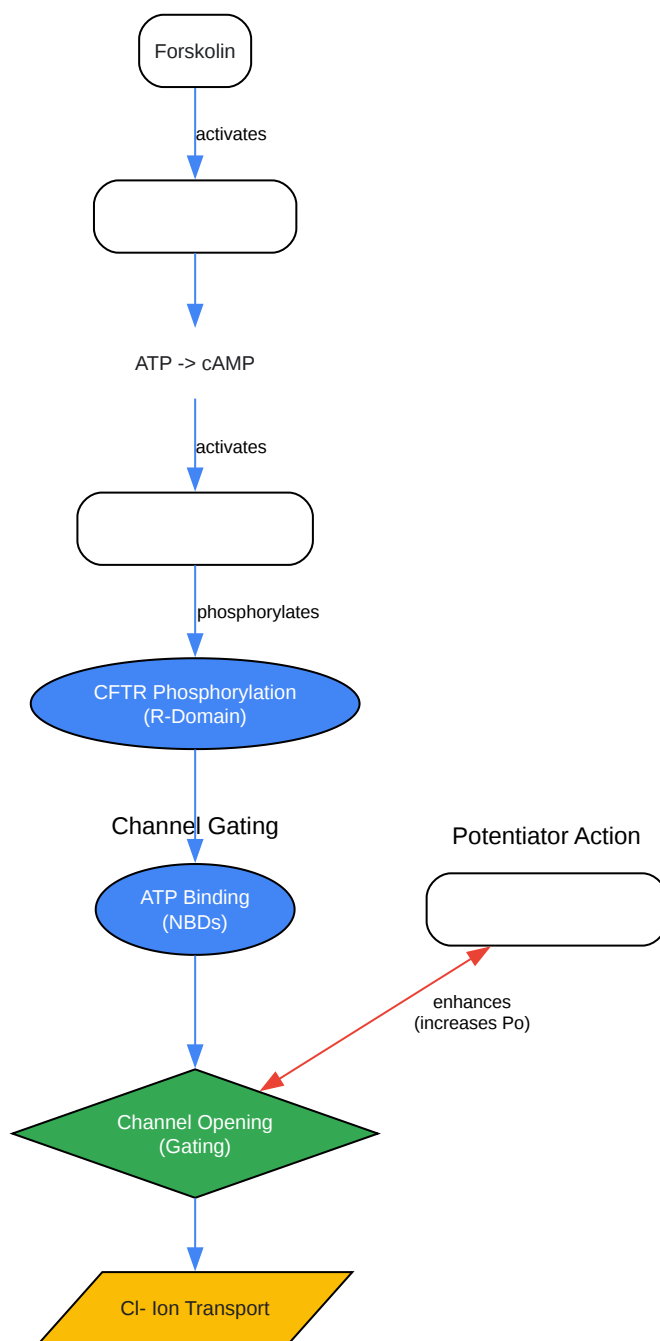 Forskolin
activates
ATP -> cAMP
activates
phosphorylates
CFTR Phosphorylation
(R-Domain)
Channel Gating
Potentiator Action
ATP Binding
(NBDs)
enhances
(increases Po)
Channel Opening
(Gating)
Cl- Ion Transport